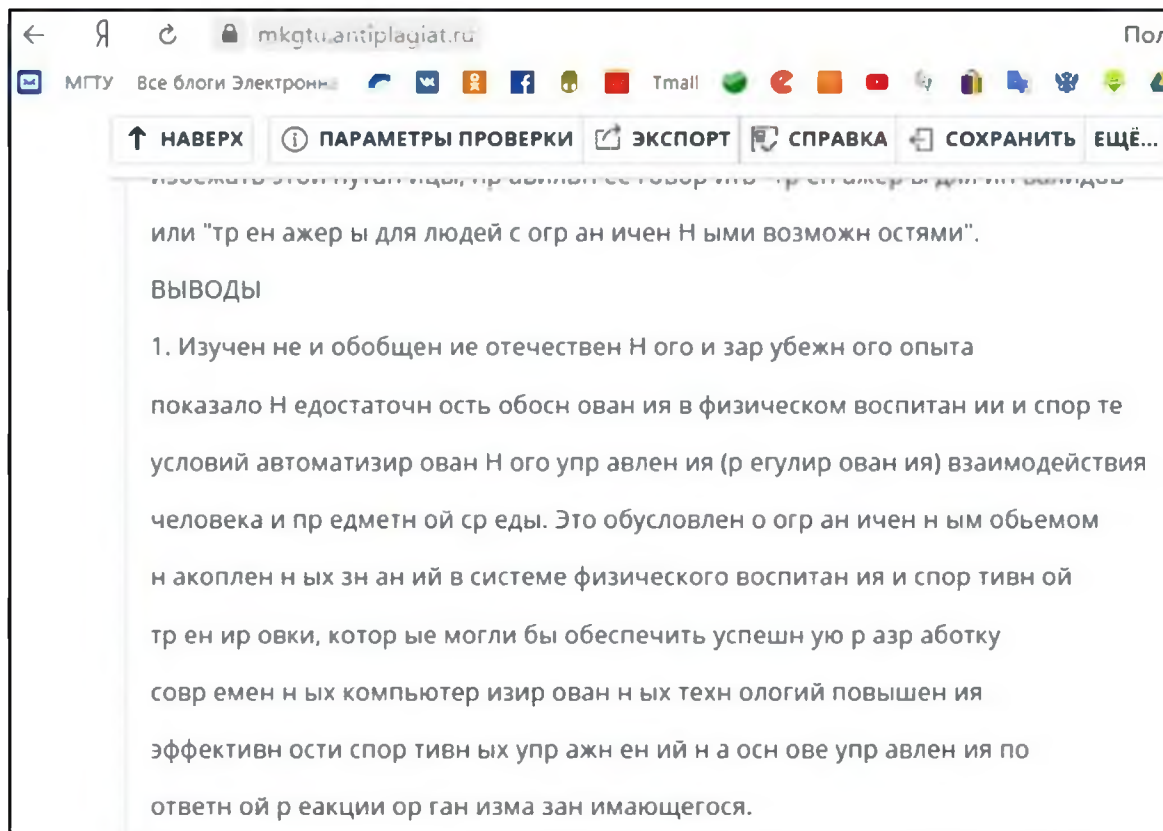 mkgtu.antiplagiat.ru Пол
МГТУ Все блоги Электронн Tmall
НАВЕРХ ПАРАМЕТРЫ ПРОВЕРКИ ЭКСПОРТ СПРАВКА СОХРАНИТЬ ЕЩЁ...
или "тр ен ажер ы для людей с огр ан ичен Н ыми возможн остями".
ВЫВОДЫ
1. Изучен не и обобщен ие отечествен Н ого и зар убежн ого опыта
показало Н едостаточн ость обосн ован ия в физическом воспитан ии и спор те
условий автоматизир ован Н ого упр авлен ия (р егулир ован ия) взаимодействия
человека и пр едметн ой ср еды. Это обусловлен о огр ан ичен н ым обьемом
н акоплен н ых зн ан ий в системе физического воспитан ия и спор тивн ой
тр ен ир овки, котор ые могли бы обеспечить успешн ую р азр аботку
совр емен н ых компьютер изир ован н ых техн ологий повышен ия
эффективн ости спор тивн ых упр ажн ен ий н а осн ове упр авлен ия по
ответн ой р еакции ор ган изма зан имающегося.